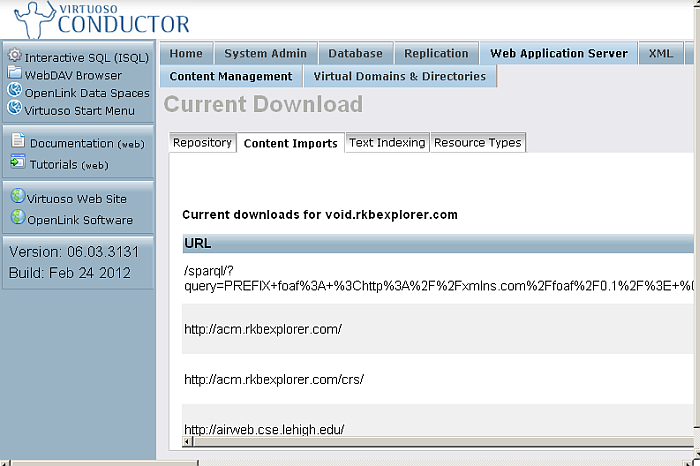 VIRTUOSO
CONDUCTOR
Interactive SQL (ISQL)
WebDAV Browser
OpenLink Data Spaces
Virtuoso Start Menu
Documentation (web)
Tutorials (web)
Virtuoso Web Site
OpenLink Software
Version: 06.03.3131
Build: Feb 24 2012
Home System Admin Database Replication Web Application Server XML
Content Management Virtual Domains & Directories
Current Download
Repository Content Imports Text Indexing Resource Types
Current downloads for void.rkbexplorer.com
URL
/sparql/?
query=PREFIX+foaf%3A+%3Chttp%3A%2F%2Fxmlns.com%2Ffoaf%2F0.1%2F%3E+%
http://acm.rkbexplorer.com/
http://acm.rkbexplorer.com/crs/
http://airweb.cse.lehigh.edu/